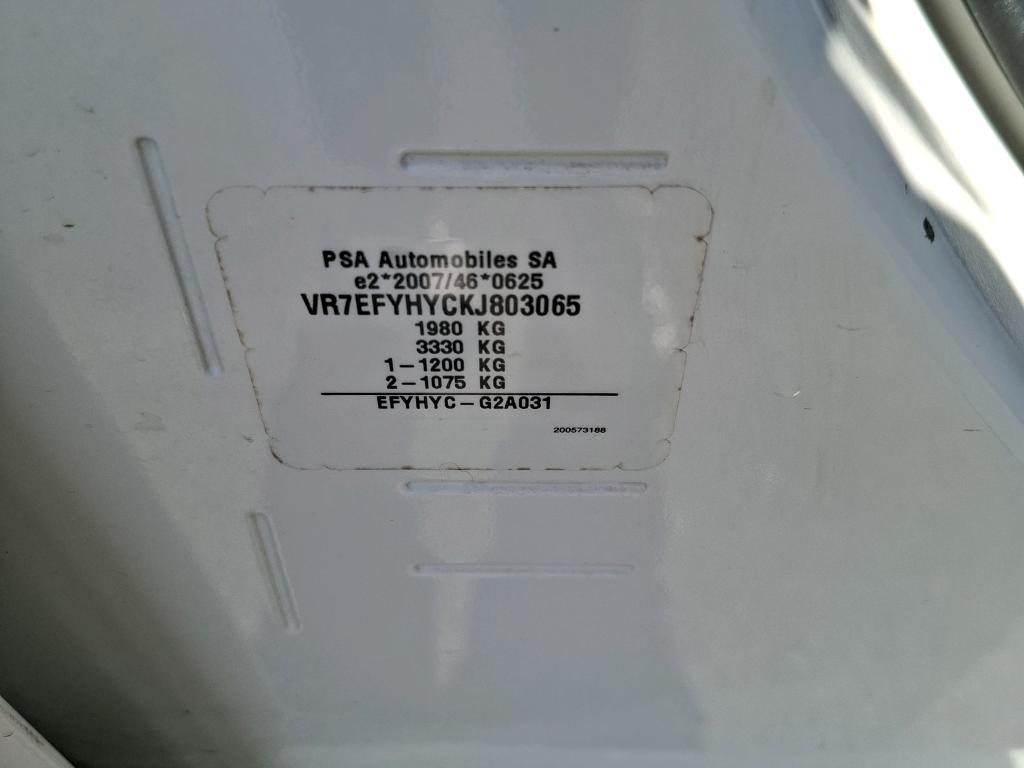 PSA Automobiles SA
e2*2007/46*0625
VR7EFYHYCKJ803065
1980 KG
3330 KG
1-1200 KG
2-1075 KG
EFYHYC-G2A031
200573188